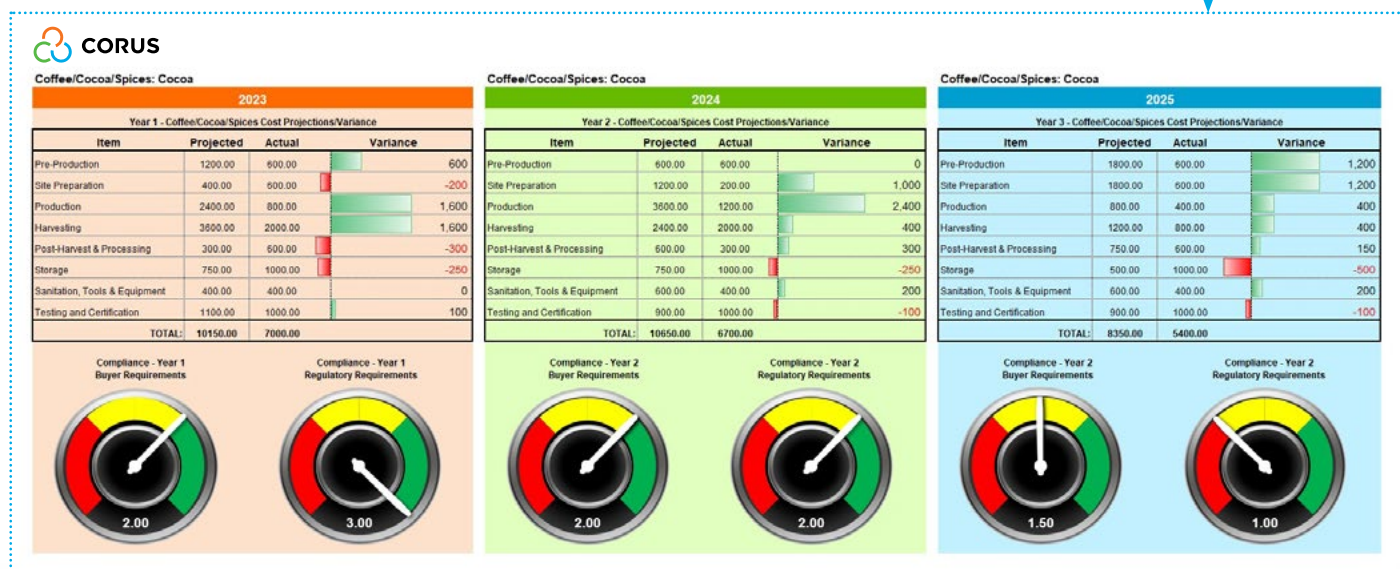 CORUS
Coffee/Cocoa/Spices: Cocoa
2023
Year 1 - Coffee/Cocoa/Spices Cost Projections/Variance
Item Projected Actual Variance
Pre-Production 1200.00 600.00 600
Site Preparation 400.00 600.00 -200
Production 2400.00 800.00 1,600
Harvesting 3600.00 2000.00 1,600
Post-Harvest & Processing 300.00 600.00 -300
Storage 750.00 1000.00 -250
Sanitation, Tools & Equipment 400.00 400.00 0
Testing and Certification 1100.00 1000.00 100
TOTAL: 10150.00 7000.00
Compliance - Year 1
Buyer Requirements
2.00
Compliance - Year 1
Regulatory Requirements
3.00
Coffee/Cocoa/Spices: Cocoa
2024
Year 2 - Coffee/Cocoa/Spices Cost Projections/Variance
Item Projected Actual Variance
Pre-Production 600.00 600.00 0
Site Preparation 1200.00 200.00 1,000
Production 3600.00 1200.00 2,400
Harvesting 2400.00 2000.00 400
Post-Harvest & Processing 600.00 300.00 300
Storage 750.00 1000.00 -250
Sanitation, Tools & Equipment 600.00 400.00 200
Testing and Certification 900.00 1000.00 -100
TOTAL: 10650.00 6700.00
Compliance - Year 2
Buyer Requirements
2.00
Compliance - Year 2
Regulatory Requirements
2.00
Coffee/Cocoa/Spices: Cocoa
2025
Year 3 - Coffee/Cocoa/Spices Cost Projections/Variance
Item Projected Actual Variance
Pre-Production 1800.00 600.00 1,200
Site Preparation 1800.00 600.00 1,200
Production 800.00 400.00 400
Harvesting 1200.00 800.00 400
Post-Harvest & Processing 750.00 600.00 150
Storage 500.00 1000.00 -500
Sanitation, Tools & Equipment 600.00 400.00 200
Testing and Certification 900.00 1000.00 -100
TOTAL: 8350.00 5400.00
Compliance - Year 2
Buyer Requirements
1.50
Compliance - Year 2
Regulatory Requirements
1.00